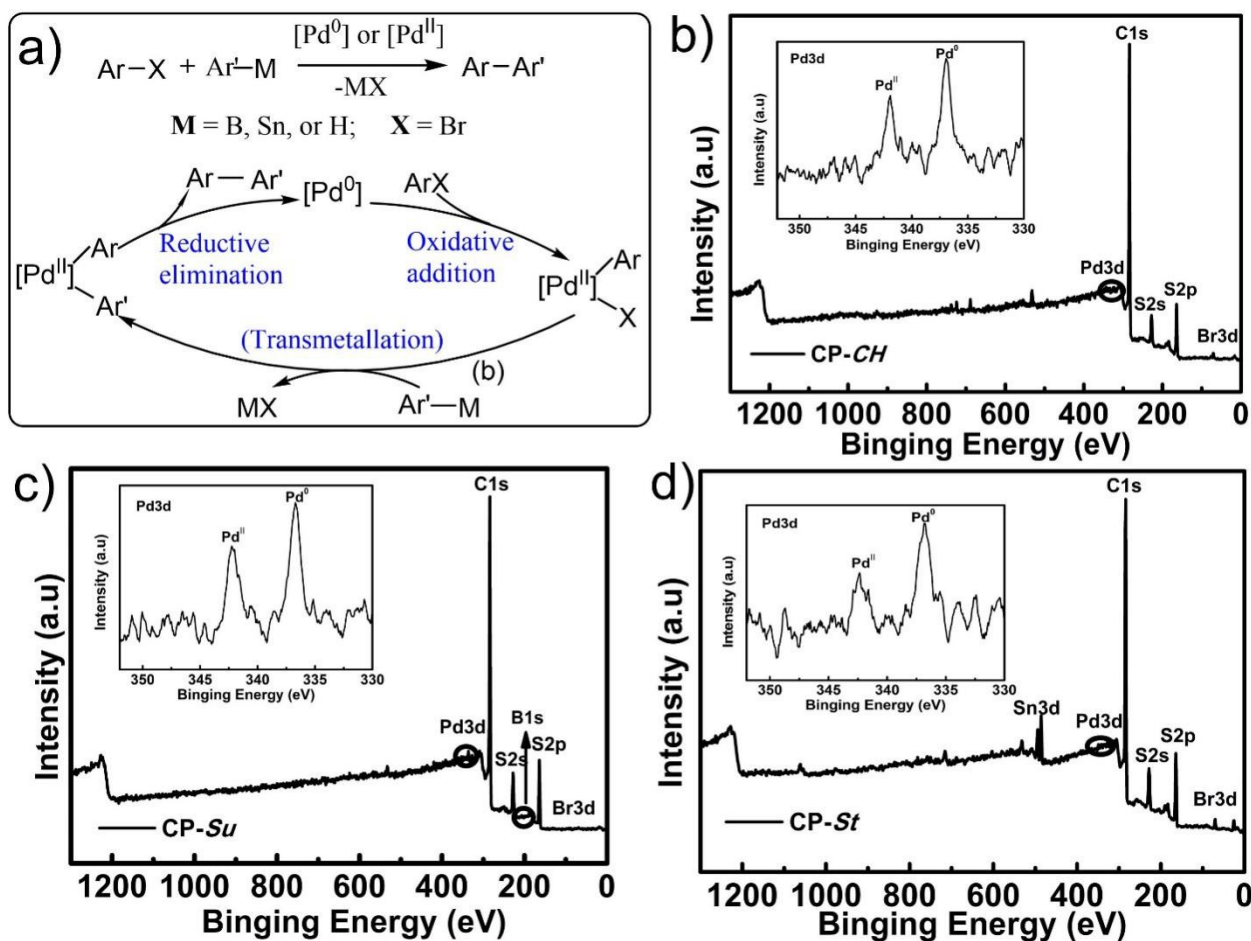 a)
[Pd⁰] or [Pdᴵᴵ]
Ar–X + Ar'–M → Ar–Ar'
-MX
M = B, Sn, or H; X = Br
Ar — Ar'
[Pd⁰]
ArX
Reductive elimination
Oxidative addition
[Pdᴵᴵ]
Ar
Ar'
[Pdᴵᴵ]
Ar
X
(Transmetallation)
(b)
MX
Ar'—M
b)
Intensity (a.u)
Pd3d
Pdᴵᴵ
Pd⁰
Intensity (a.u)
350 345 340 335 330
Binging Energy (eV)
C1s
Pd3d
S2s
S2p
Br3d
CP-CH
1200 1000 800 600 400 200 0
Binging Energy (eV)
c)
Intensity (a.u)
Pd3d
Pdᴵᴵ
Pd⁰
Intensity (a.u)
350 345 340 335 330
Binging Energy (eV)
C1s
Pd3d
S2s
B1s
S2p
Br3d
CP-Su
1200 1000 800 600 400 200 0
Binging Energy (eV)
d)
Intensity (a.u)
Pd3d
Pdᴵᴵ
Pd⁰
Intensity (a.u)
350 345 340 335 330
Binging Energy (eV)
C1s
Sn3d
Pd3d
S2s
S2p
Br3d
CP-St
1200 1000 800 600 400 200 0
Binging Energy (eV)